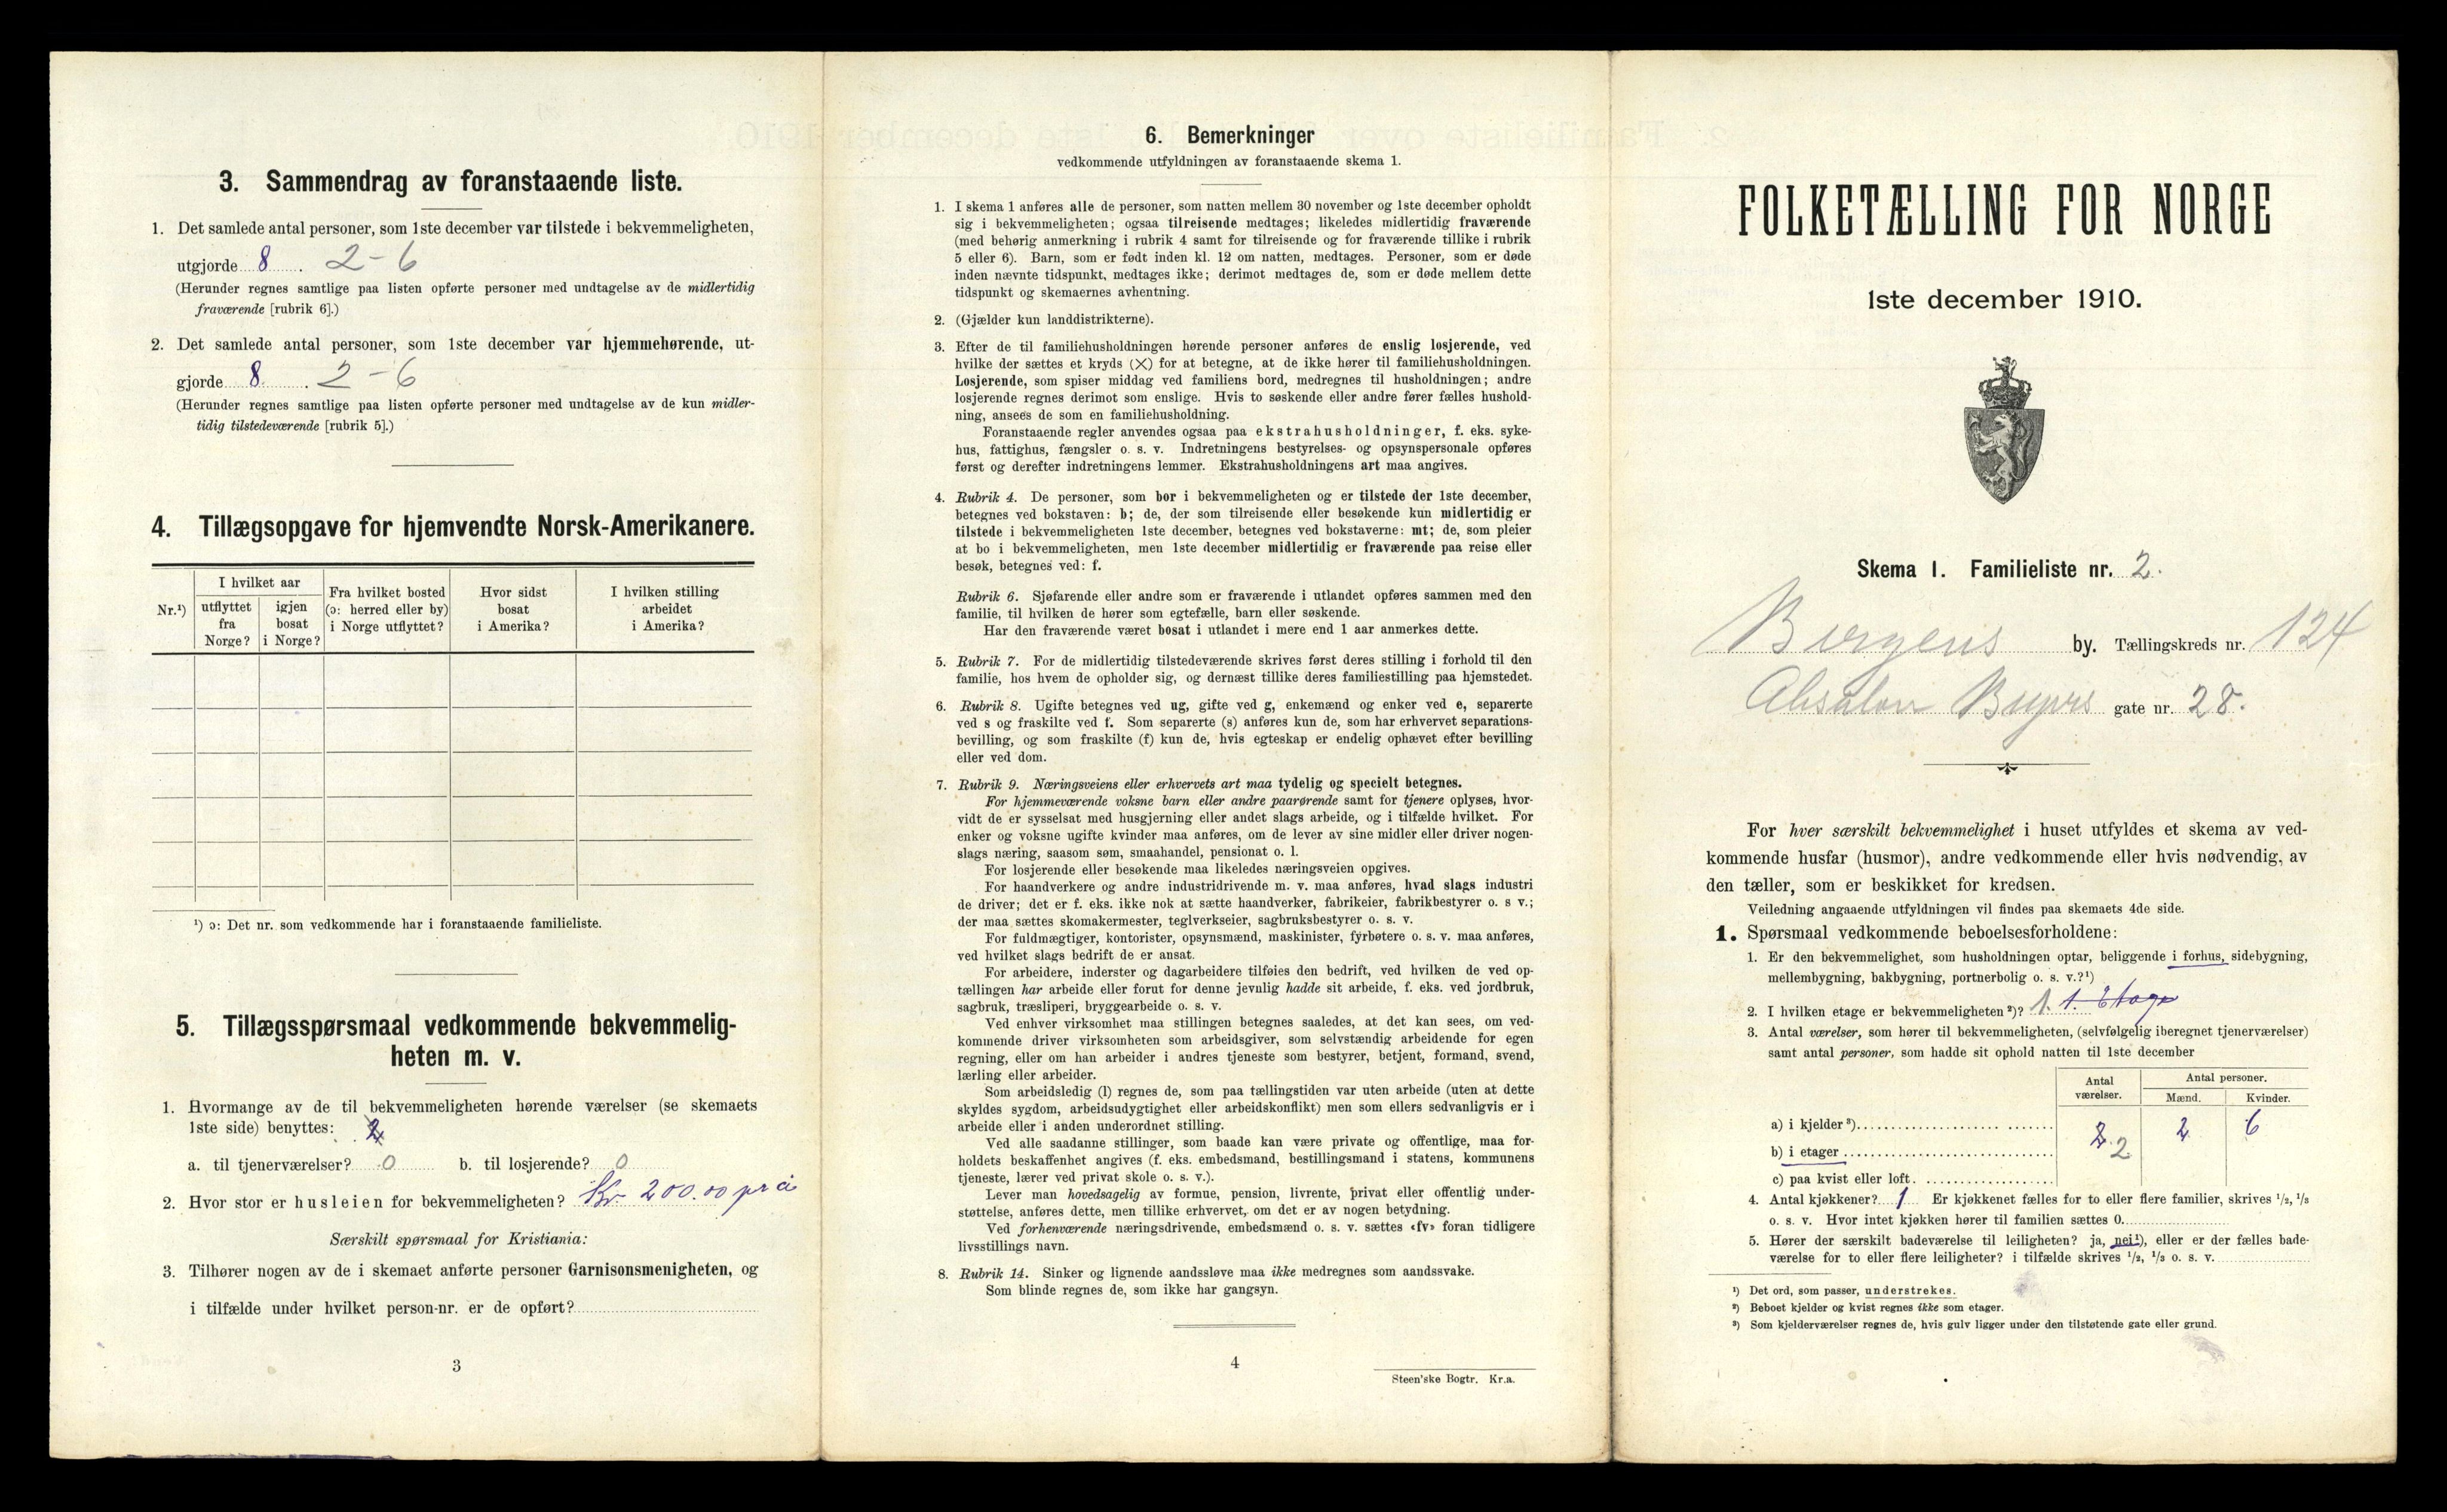 3. Sammendrag av foranstaaende liste.
1. Det samlede antal personer, som 1ste december var tilstede i bekvemmeligheten,
utgjorde 8 . 2-6
(Herunder regnes samtlige paa listen opførte personer med undtagelse av de midlertidig
fraværende [rubrik 6].)
2. Det samlede antal personer, som 1ste december var hjemmehørende, ut-
gjorde 8 . 2-6
(Herunder regnes samtlige paa listen opførte personer med undtagelse av de kun midler-
tidig tilstedeværende [rubrik 5].)
4. Tillægsopgave for hjemvendte Norsk-Amerikanere.
Nr.¹)
I hvilket aar
utflyttet fra Norge?
igjen bosat i Norge?
Fra hvilket bosted (ɔ: herred eller by) i Norge utflyttet?
Hvor sidst bosat i Amerika?
I hvilken stilling arbeidet i Amerika?
¹) ɔ: Det nr. som vedkommende har i foranstaaende familieliste.
5. Tillægsspørsmaal vedkommende bekvemmelig-
heten m. v.
1. Hvormange av de til bekvemmeligheten hørende værelser (se skemaets
1ste side) benyttes: 2
a. til tjenerværelser? 0 b. til losjerende? 0
2. Hvor stor er husleien for bekvemmeligheten? Kr. 200.00 pr a
Særskilt spørsmaal for Kristiania:
3. Tilhører nogen av de i skemaet anførte personer Garnisonsmenigheten, og
i tilfælde under hvilket person-nr. er de opført?
3
6. Bemerkninger
vedkommende utfyldningen av foranstaaende skema 1.
1. I skema 1 anføres alle de personer, som natten mellem 30 november og 1ste december opholdt
sig i bekvemmeligheten; ogsaa tilreisende medtages; likeledes midlertidig fraværende
(med behørig anmerkning i rubrik 4 samt for tilreisende og for fraværende tillike i rubrik
5 eller 6). Barn, som er født inden kl. 12 om natten, medtages. Personer, som er døde
inden nævnte tidspunkt, medtages ikke; derimot medtages de, som er døde mellem dette
tidspunkt og skemaernes avhentning.
2. (Gjælder kun landdistrikterne).
3. Efter de til familiehusholdningen hørende personer anføres de enslig losjerende, ved
hvilke der sættes et kryds (✕) for at betegne, at de ikke hører til familiehusholdningen.
Losjerende, som spiser middag ved familiens bord, medregnes til husholdningen; andre
losjerende regnes derimot som enslige. Hvis to søskende eller andre fører fælles hushold-
ning, ansees de som en familiehusholdning.
Foranstaaende regler anvendes ogsaa paa ekstrahusholdninger, f. eks. syke-
hus, fattighus, fængsler o. s. v. Indretningens bestyrelses- og opsynspersonale opføres
først og derefter indretningens lemmer. Ekstrahusholdningens art maa angives.
4. Rubrik 4. De personer, som bor i bekvemmeligheten og er tilstede der 1ste december,
betegnes ved bokstaven: b; de, der som tilreisende eller besøkende kun midlertidig er
tilstede i bekvemmeligheten 1ste december, betegnes ved bokstaverne: mt; de, som pleier
at bo i bekvemmeligheten, men 1ste december midlertidig er fraværende paa reise eller
besøk, betegnes ved: f.
Rubrik 6. Sjøfarende eller andre som er fraværende i utlandet opføres sammen med den
familie, til hvilken de hører som egtefælle, barn eller søskende.
Har den fraværende været bosat i utlandet i mere end 1 aar anmerkes dette.
5. Rubrik 7. For de midlertidig tilstedeværende skrives først deres stilling i forhold til den
familie, hos hvem de opholder sig, og dernæst tillike deres familiestilling paa hjemstedet.
6. Rubrik 8. Ugifte betegnes ved ug, gifte ved g, enkemænd og enker ved e, separerte
ved s og fraskilte ved f. Som separerte (s) anføres kun de, som har erhvervet separations-
bevilling, og som fraskilte (f) kun de, hvis egteskap er endelig ophævet efter bevilling
eller ved dom.
7. Rubrik 9. Næringsveiens eller erhvervets art maa tydelig og specielt betegnes.
For hjemmeværende voksne barn eller andre paarørende samt for tjenere oplyses, hvor-
vidt de er sysselsat med husgjerning eller andet slags arbeide, og i tilfælde hvilket. For
enker og voksne ugifte kvinder maa anføres, om de lever av sine midler eller driver nogen-
slags næring, saasom søm, smaahandel, pensionat o. l.
For losjerende eller besøkende maa likeledes næringsveien opgives.
For haandverkere og andre industridrivende m. v. maa anføres, hvad slags industri
de driver; det er f. eks. ikke nok at sætte haandverker, fabrikeier, fabrikbestyrer o. s v.;
der maa sættes skomakermester, teglverkseier, sagbruksbestyrer o. s. v.
For fuldmægtiger, kontorister, opsynsmænd, maskinister, fyrbøtere o. s. v. maa anføres,
ved hvilket slags bedrift de er ansat.
For arbeidere, inderster og dagarbeidere tilføies den bedrift, ved hvilken de ved op-
tællingen har arbeide eller forut for denne jevnlig hadde sit arbeide, f. eks. ved jordbruk,
sagbruk, træsliperi, bryggearbeide o. s. v.
Ved enhver virksomhet maa stillingen betegnes saaledes, at det kan sees, om ved-
kommende driver virksomheten som arbeidsgiver, som selvstændig arbeidende for egen
regning, eller om han arbeider i andres tjeneste som bestyrer, betjent, formand, svend,
lærling eller arbeider.
Som arbeidsledig (l) regnes de, som paa tællingstiden var uten arbeide (uten at dette
skyldes sygdom, arbeidsudygtighet eller arbeidskonflikt) men som ellers sedvanligvis er i
arbeide eller i anden underordnet stilling.
Ved alle saadanne stillinger, som baade kan være private og offentlige, maa for-
holdets beskaffenhet angives (f. eks. embedsmand, bestillingsmand i statens, kommunens
tjeneste, lærer ved privat skole o. s. v.).
Lever man hovedsagelig av formue, pension, livrente, privat eller offentlig under-
støttelse, anføres dette, men tillike erhvervet, om det er av nogen betydning.
Ved forhenværende næringsdrivende, embedsmænd o. s. v. sættes «fv» foran tidligere
livsstillings navn.
8. Rubrik 14. Sinker og lignende aandssløve maa ikke medregnes som aandssvake.
Som blinde regnes de, som ikke har gangsyn.
4
Steen'ske Bogtr. Kr.a.
FOLKETÆLLING FOR NORGE
1ste december 1910.
Skema 1. Familieliste nr. 2.
Bergens by. Tællingskreds nr. 124
Absalon Beyers gate nr. 28.
For hver særskilt bekvemmelighet i huset utfyldes et skema av ved-
kommende husfar (husmor), andre vedkommende eller hvis nødvendig, av
den tæller, som er beskikket for kredsen.
Veiledning angaaende utfyldningen vil findes paa skemaets 4de side.
1. Spørsmaal vedkommende beboelsesforholdene:
1. Er den bekvemmelighet, som husholdningen optar, beliggende i forhus, sidebygning,
mellembygning, bakbygning, portnerbolig o. s. v.?¹)
2. I hvilken etage er bekvemmeligheten²)? 1. 1. Etage
3. Antal værelser, som hører til bekvemmeligheten, (selvfølgelig iberegnet tjenerværelser)
samt antal personer, som hadde sit ophold natten til 1ste december
Antal værelser. Antal personer.
Mænd. Kvinder.
a) i kjelder³) 2 6
b) i etager 2 2
c) paa kvist eller loft.
4. Antal kjøkkener? 1 Er kjøkkenet fælles for to eller flere familier, skrives 1/2, 1/3
o. s. v. Hvor intet kjøkken hører til familien sættes 0.
5. Hører der særskilt badeværelse til leiligheten? ja, nei¹), eller er der fælles bade-
værelse for to eller flere leiligheter? i tilfælde skrives 1/2, 1/3 o. s. v.
¹) Det ord, som passer, understrekes.
²) Beboet kjelder og kvist regnes ikke som etager.
³) Som kjelderværelser regnes de, hvis gulv ligger under den tilstøtende gate eller grund.